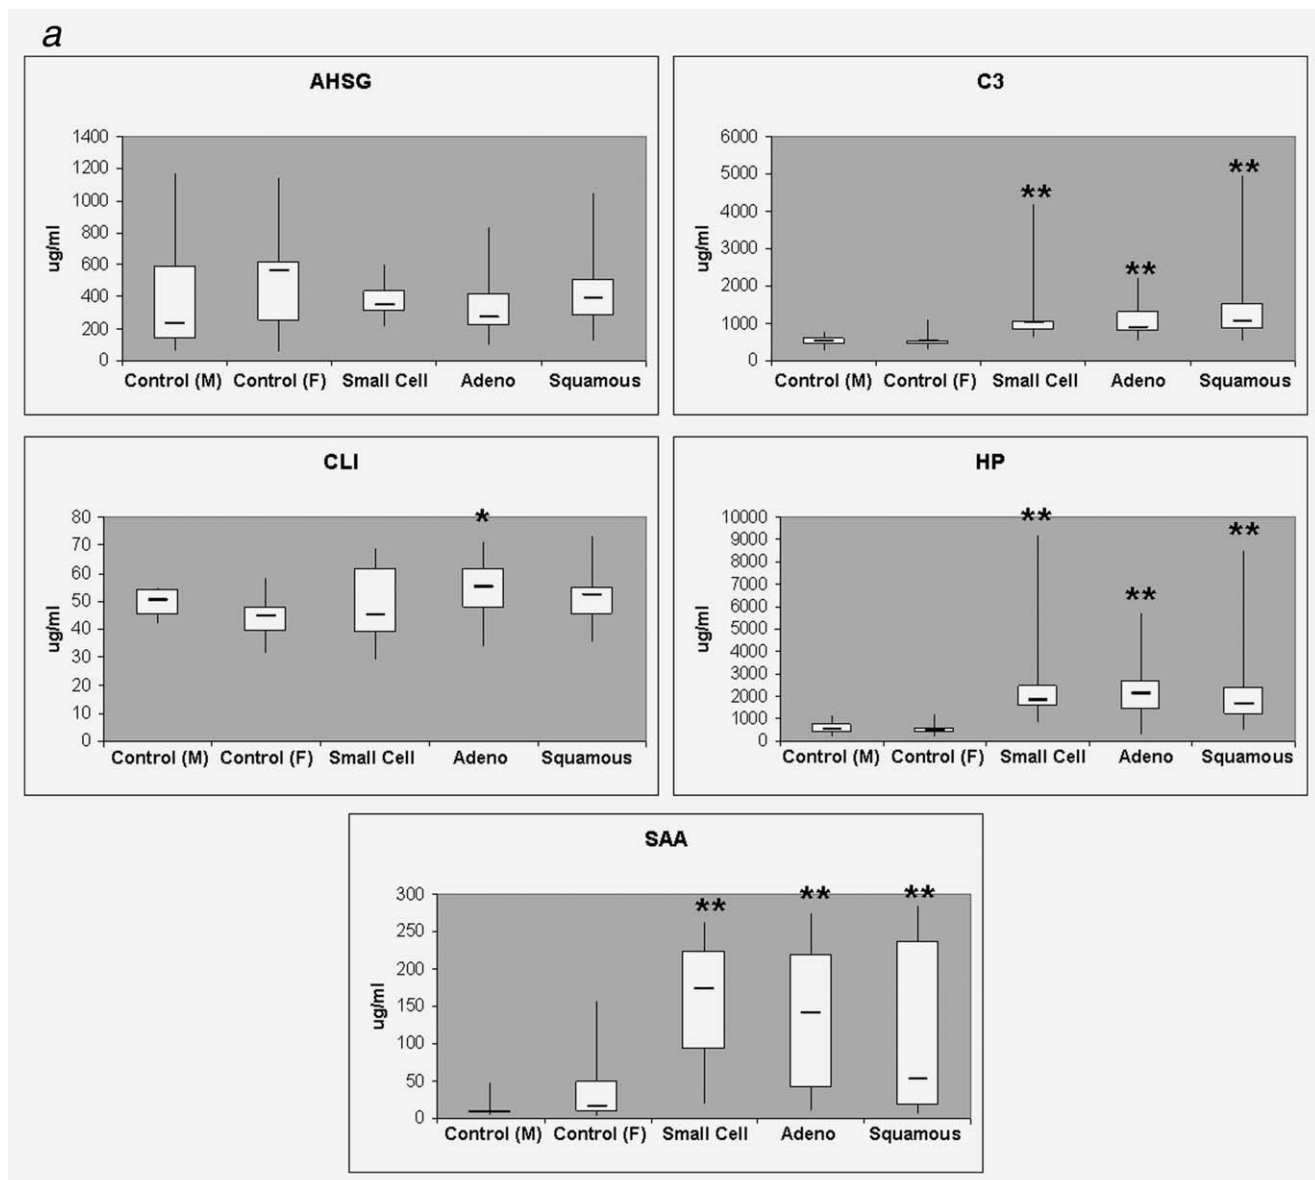 a
AHSG
1400
1200
1000
800
600
400
200
0
ug/ml
Control (M) Control (F) Small Cell Adeno Squamous
C3
6000
5000
4000
3000
2000
1000
0
ug/ml
** ** **
Control (M) Control (F) Small Cell Adeno Squamous
CLI
80
70
60
50
40
30
20
10
0
ug/ml
*
Control (M) Control (F) Small Cell Adeno Squamous
HP
10000
9000
8000
7000
6000
5000
4000
3000
2000
1000
0
ug/ml
** ** **
Control (M) Control (F) Small Cell Adeno Squamous
SAA
300
250
200
150
100
50
0
ug/ml
** ** **
Control (M) Control (F) Small Cell Adeno Squamous